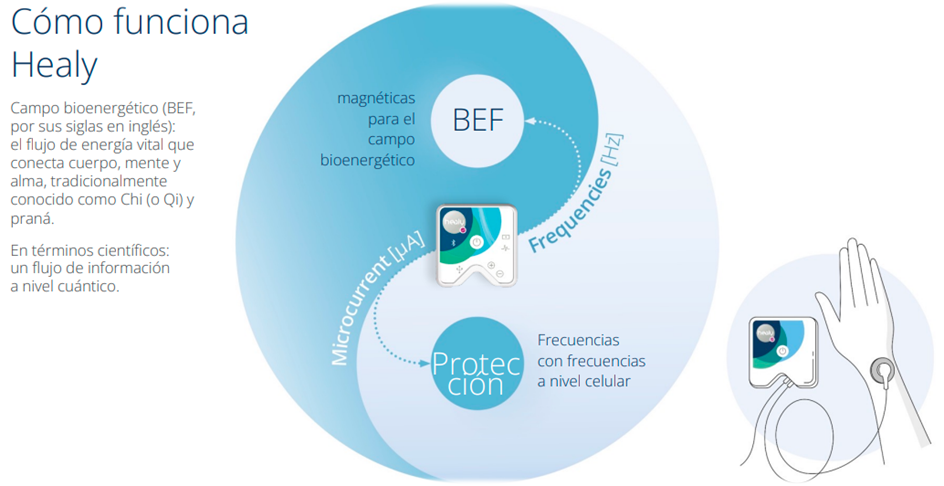 Cómo funciona
Healy
Campo bioenergético (BEF,
por sus siglas en inglés):
el flujo de energía vital que
conecta cuerpo, mente y
alma, tradicionalmente
conocido como Chi (o Qi) y
praná.
En términos científicos:
un flujo de información
a nivel cuántico.
magnéticas
para el
campo
bioenergético
BEF
Frequencies [Hz]
healy
Microcurrent [µA]
Protec
ción
Frecuencias
con frecuencias
a nivel celular
healy